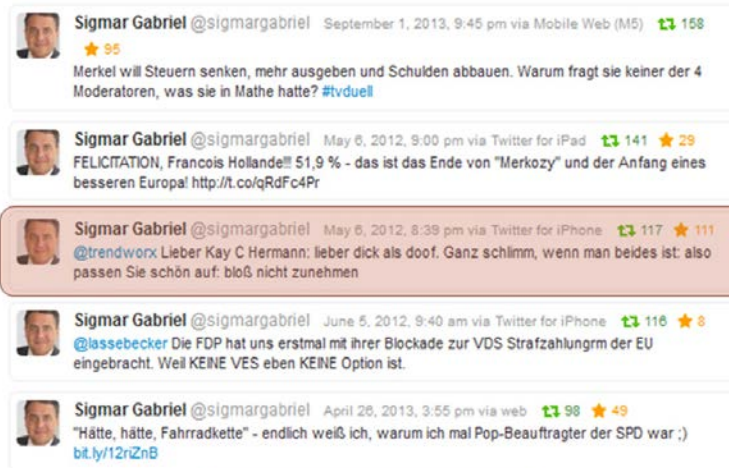 Sigmar Gabriel @sigmargabriel September 1, 2013, 9:45 pm via Mobile Web (M5) 158
95
Merkel will Steuern senken, mehr ausgeben und Schulden abbauen. Warum fragt sie keiner der 4
Moderatoren, was sie in Mathe hatte? #tvduell
Sigmar Gabriel @sigmargabriel May 6, 2012, 9:00 pm via Twitter for iPad 141 29
FELICITATION, Francois Hollande!!! 51,9 % - das ist das Ende von "Merkozy" und der Anfang eines
besseren Europa! http://t.co/qRdFc4Pr
Sigmar Gabriel @sigmargabriel May 6, 2012, 8:39 pm via Twitter for iPhone 117 111
@trendworx Lieber Kay C Hermann: lieber dick als doof. Ganz schlimm, wenn man beides ist: also
passen Sie schön auf: bloß nicht zunehmen
Sigmar Gabriel @sigmargabriel June 5, 2012, 9:40 am via Twitter for iPhone 116 8
@lassebecker Die FDP hat uns erstmal mit ihrer Blockade zur VDS Strafzahlungrm der EU
eingebracht. Weil KEINE VES eben KEINE Option ist.
Sigmar Gabriel @sigmargabriel April 26, 2013, 3:55 pm via web 98 49
"Hätte, hätte, Fahrradkette" - endlich weiß ich, warum ich mal Pop-Beauftragter der SPD war ;)
bit.ly/12riZnB